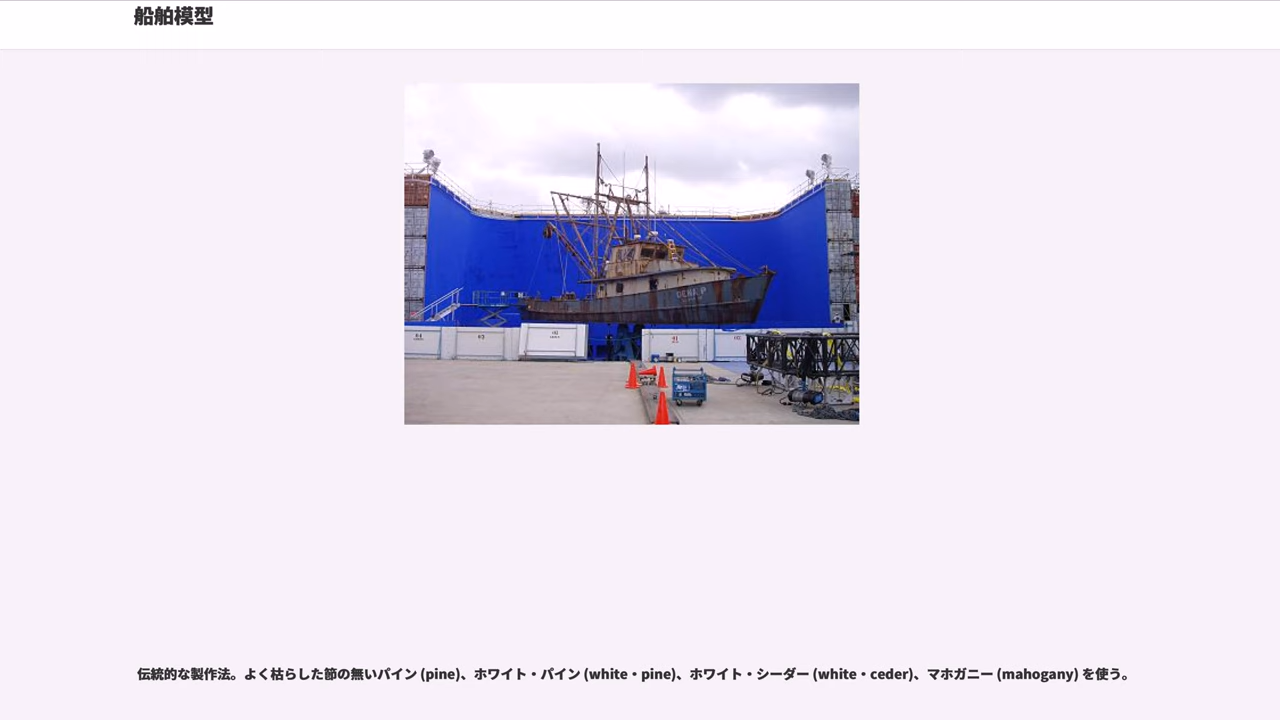 船舶模型
DENA P
伝統的な製作法。よく枯らした節の無いパイン (pine)、ホワイト・パイン (white・pine)、ホワイト・シーダー (white・ceder)、マホガニー (mahogany) を使う。